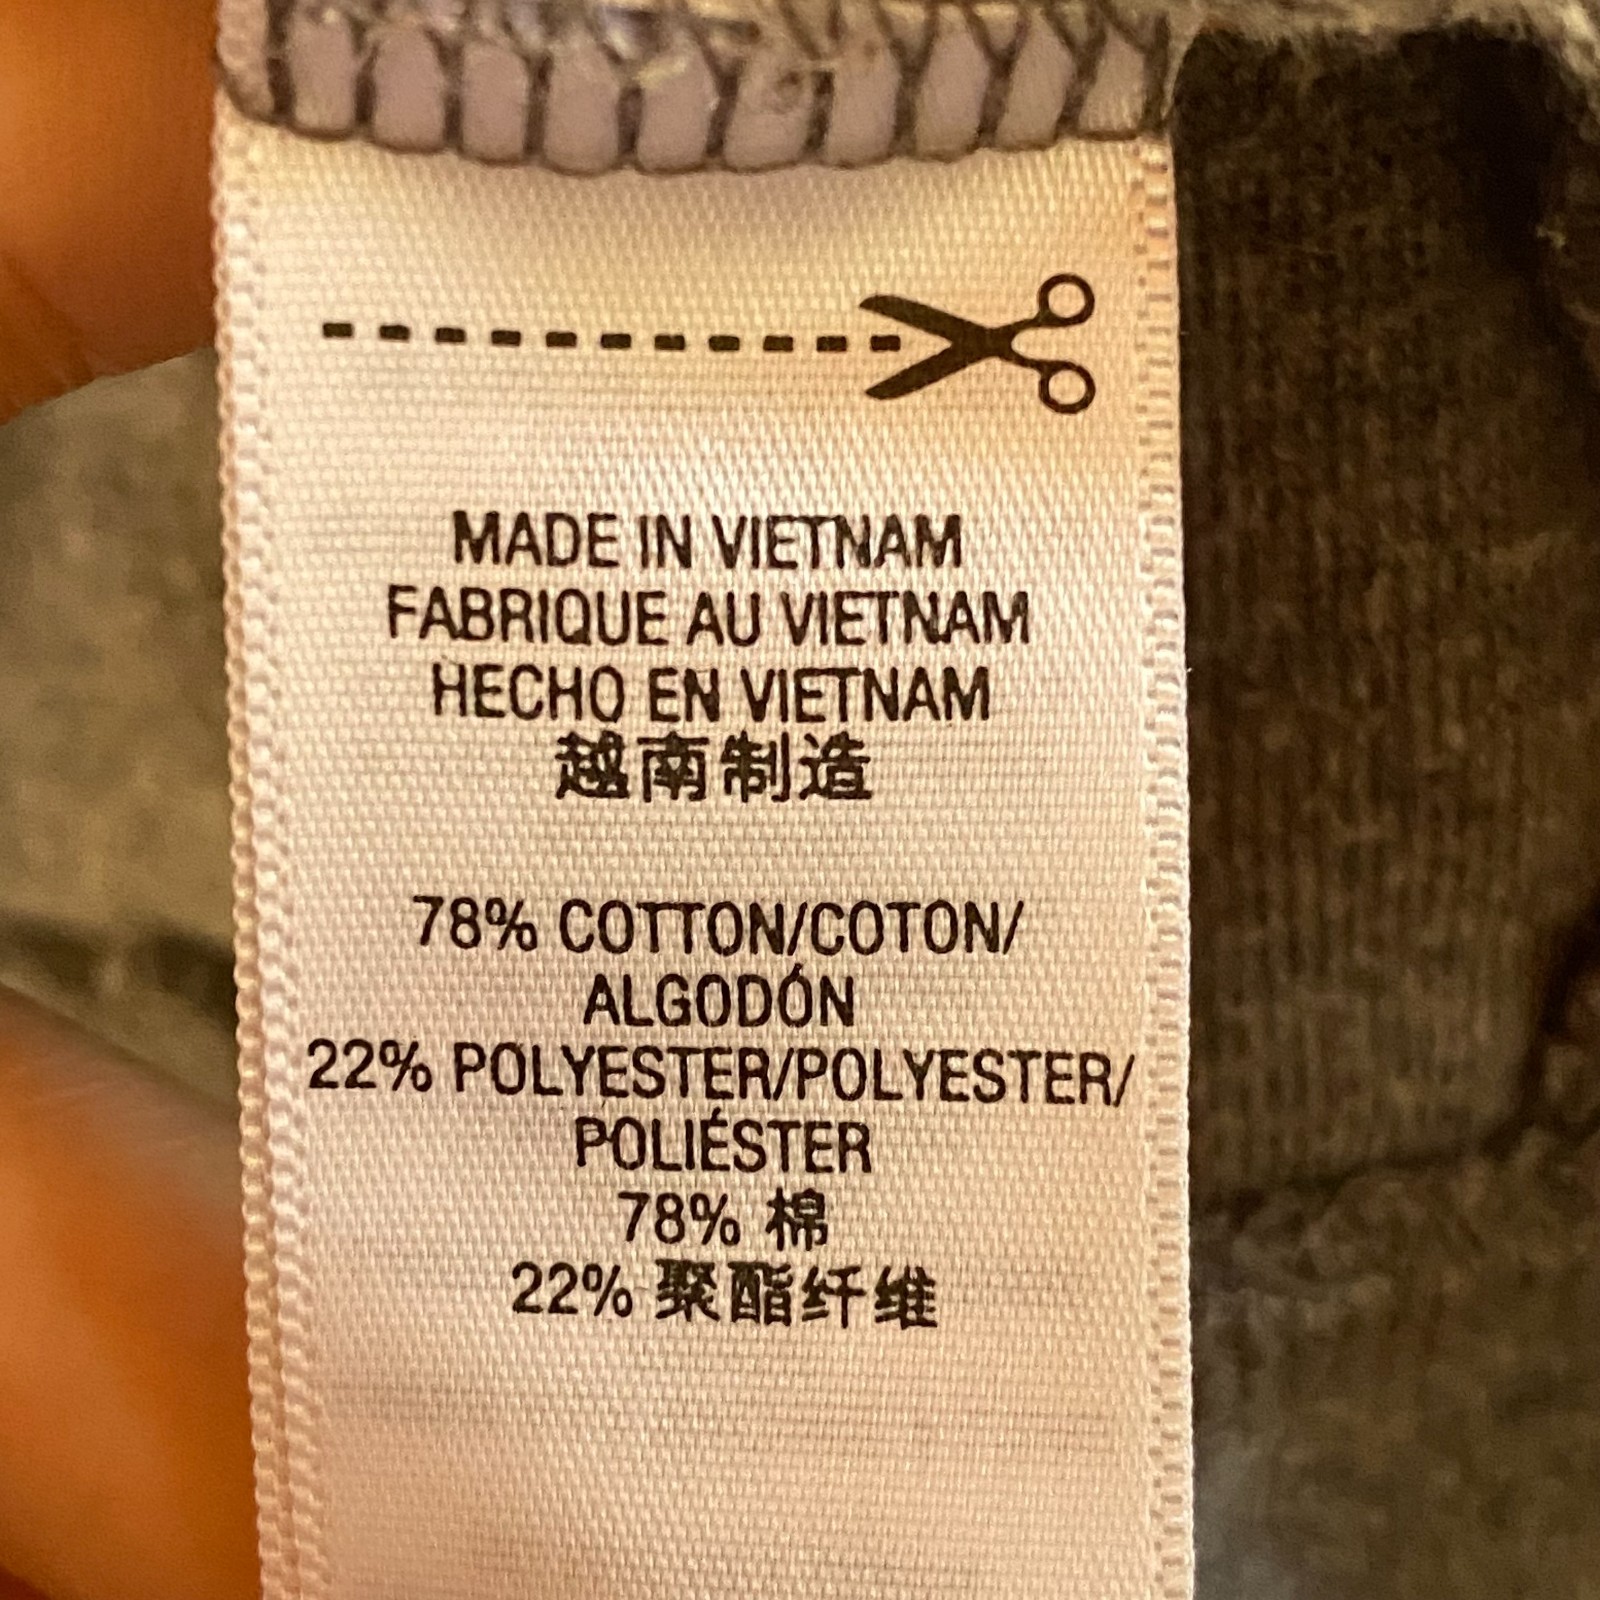 MADE IN VIETNAM
FABRIQUE AU VIETNAM
HECHO EN VIETNAM
越南制造
78% COTTON/COTON/
ALGODÓN
22% POLYESTER/POLYESTER/
POLIÉSTER
78% 棉
22% 聚酯纤维